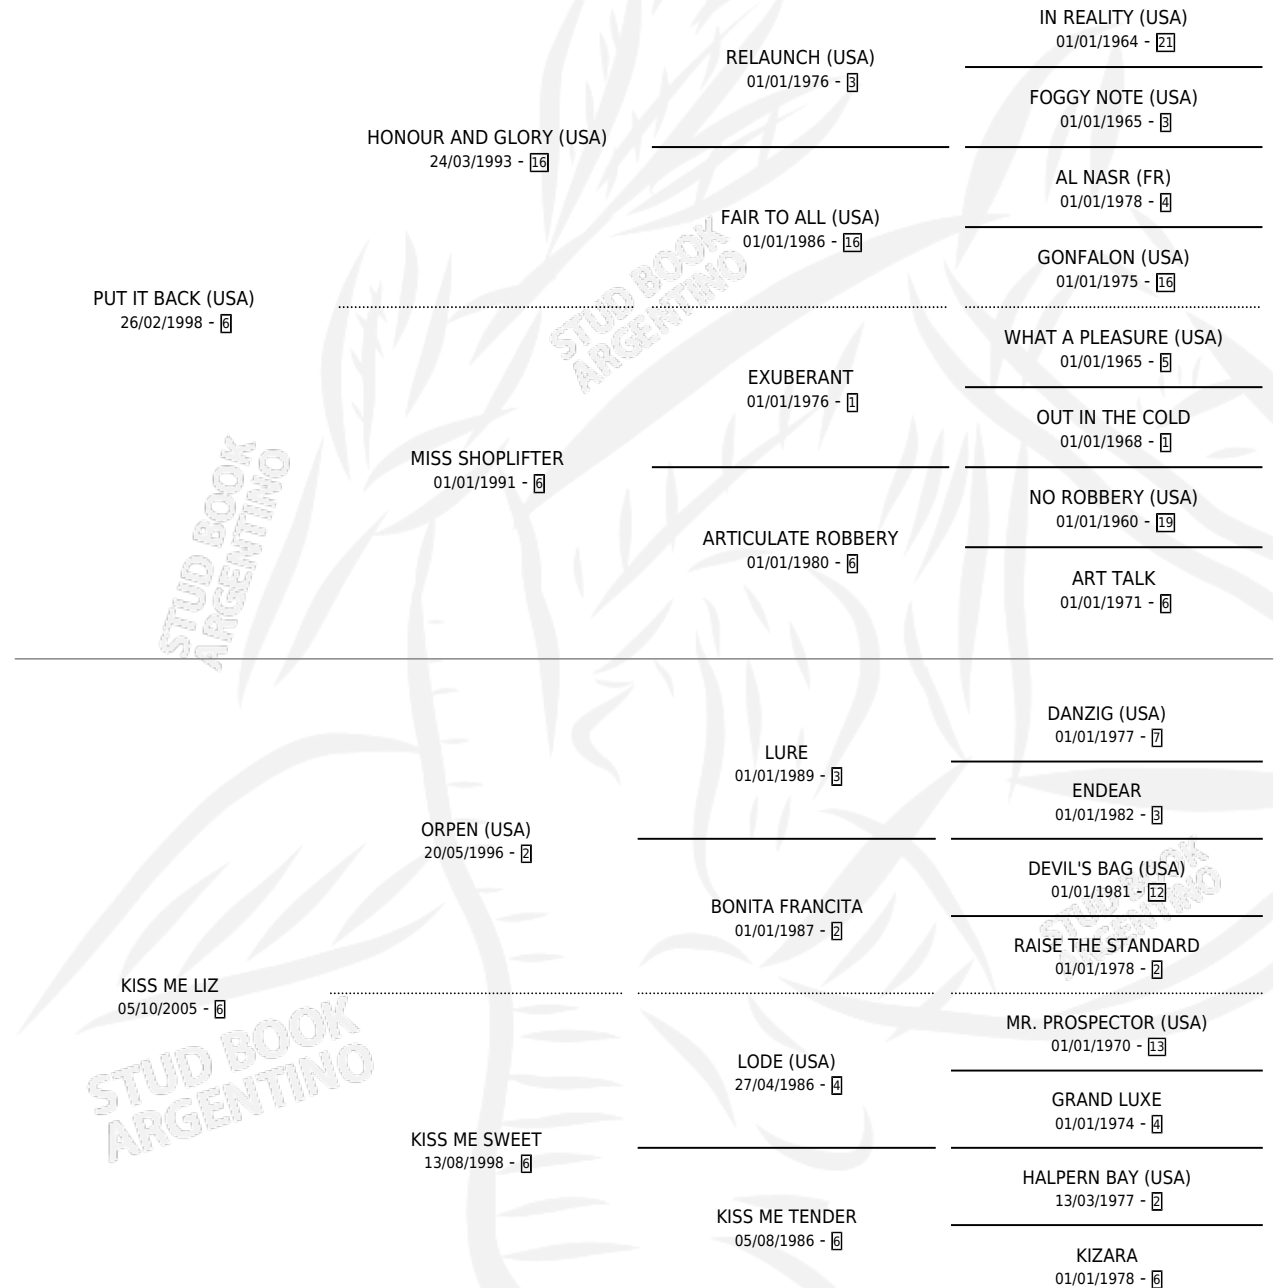 IN REALITY (USA)
01/01/1964 - 21
RELAUNCH (USA)
01/01/1976 - 3
FOGGY NOTE (USA)
01/01/1965 - 3
HONOUR AND GLORY (USA)
24/03/1993 - 16
AL NASR (FR)
01/01/1978 - 4
FAIR TO ALL (USA)
01/01/1986 - 16
GONFALON (USA)
01/01/1975 - 16
PUT IT BACK (USA)
26/02/1998 - 6
STUD BOOK
ARGENTINO
WHAT A PLEASURE (USA)
01/01/1965 - 5
EXUBERANT
01/01/1976 - 1
OUT IN THE COLD
01/01/1968 - 1
MISS SHOPLIFTER
01/01/1991 - 6
NO ROBBERY (USA)
01/01/1960 - 19
ARTICULATE ROBBERY
01/01/1980 - 6
ART TALK
01/01/1971 - 6
STUD BOOK
ARGENTINO
DANZIG (USA)
01/01/1977 - 7
LURE
01/01/1989 - 3
ENDEAR
01/01/1982 - 3
ORPEN (USA)
20/05/1996 - 2
DEVIL'S BAG (USA)
01/01/1981 - 12
STUD BOOK
ARGENTINO
BONITA FRANCITA
01/01/1987 - 2
RAISE THE STANDARD
01/01/1978 - 2
KISS ME LIZ
05/10/2005 - 6
STUD BOOK
ARGENTINO
MR. PROSPECTOR (USA)
01/01/1970 - 13
LODE (USA)
27/04/1986 - 4
GRAND LUXE
01/01/1974 - 4
KISS ME SWEET
13/08/1998 - 6
HALPERN BAY (USA)
13/03/1977 - 2
KISS ME TENDER
05/08/1986 - 6
KIZARA
01/01/1978 - 6